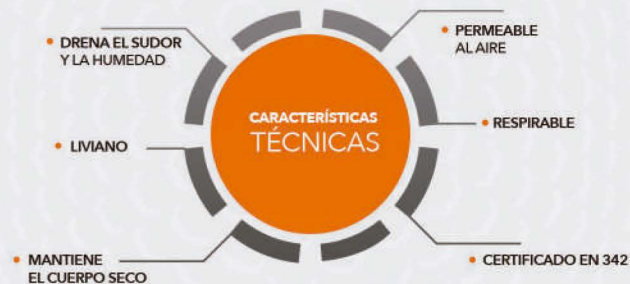 • DRENA EL SUDOR
Y LA HUMEDAD
• LIVIANO
• MANTIENE
EL CUERPO SECO
CARACTERÍSTICAS
TÉCNICAS
• PERMEABLE
AL AIRE
• RESPIRABLE
• CERTIFICADO EN 342